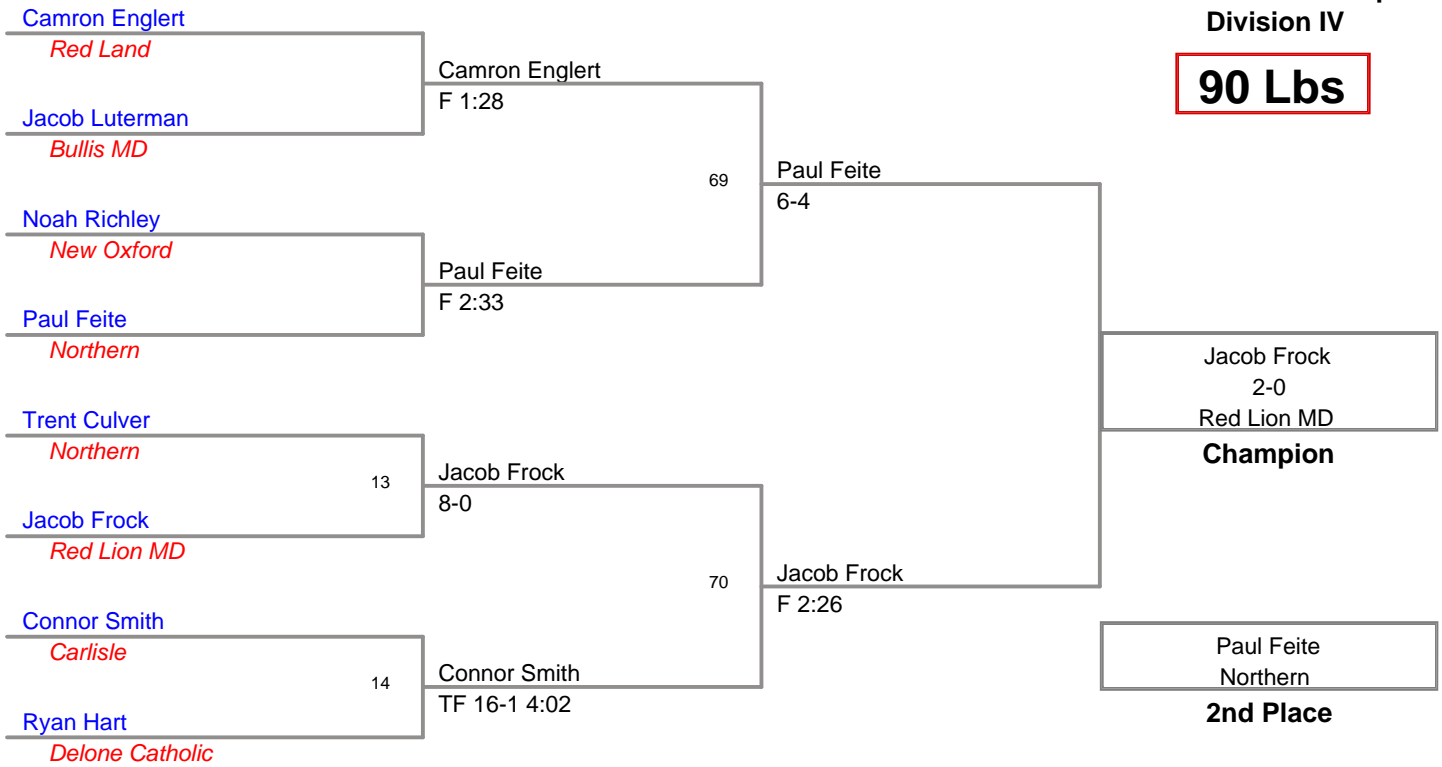 Camron Englert
Red Land
Jacob Luterman
Bullis MD
Noah Richley
New Oxford
Paul Feite
Northern
Trent Culver
Northern
Jacob Frock
Red Lion MD
Connor Smith
Carlisle
Ryan Hart
Delone Catholic
13
14
Camron Englert
F 1:28
Paul Feite
F 2:33
Jacob Frock
8-0
Connor Smith
TF 16-1 4:02
69
70
Paul Feite
6-4
Jacob Frock
F 2:26
Division IV
90 Lbs
Jacob Frock
2-0
Red Lion MD
Champion
Paul Feite
Northern
2nd Place